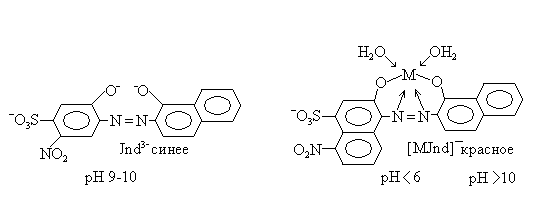 H₂O OH₂
O⁻ ⁻O M
O O
⁻O₃S N=N ⁻O₃S N=N
NO₂ Jnd³⁻синее O₂N [MJnd]⁻красное
pH 9-10 pH <6 pH >10